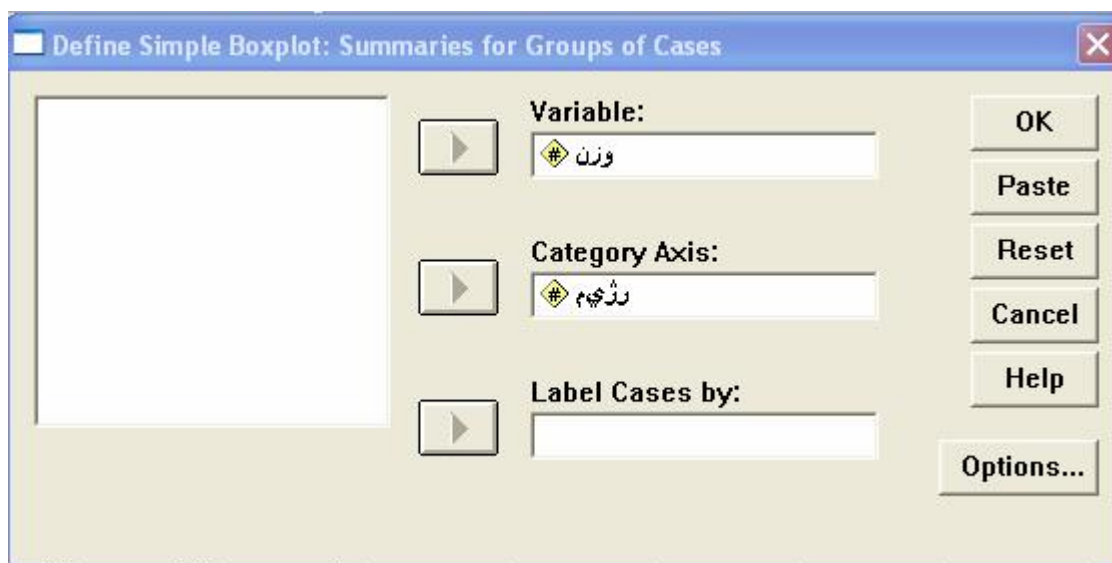 Define Simple Boxplot: Summaries for Groups of Cases
Variable:
وزن
Category Axis:
رژيم
Label Cases by:
OK
Paste
Reset
Cancel
Help
Options...